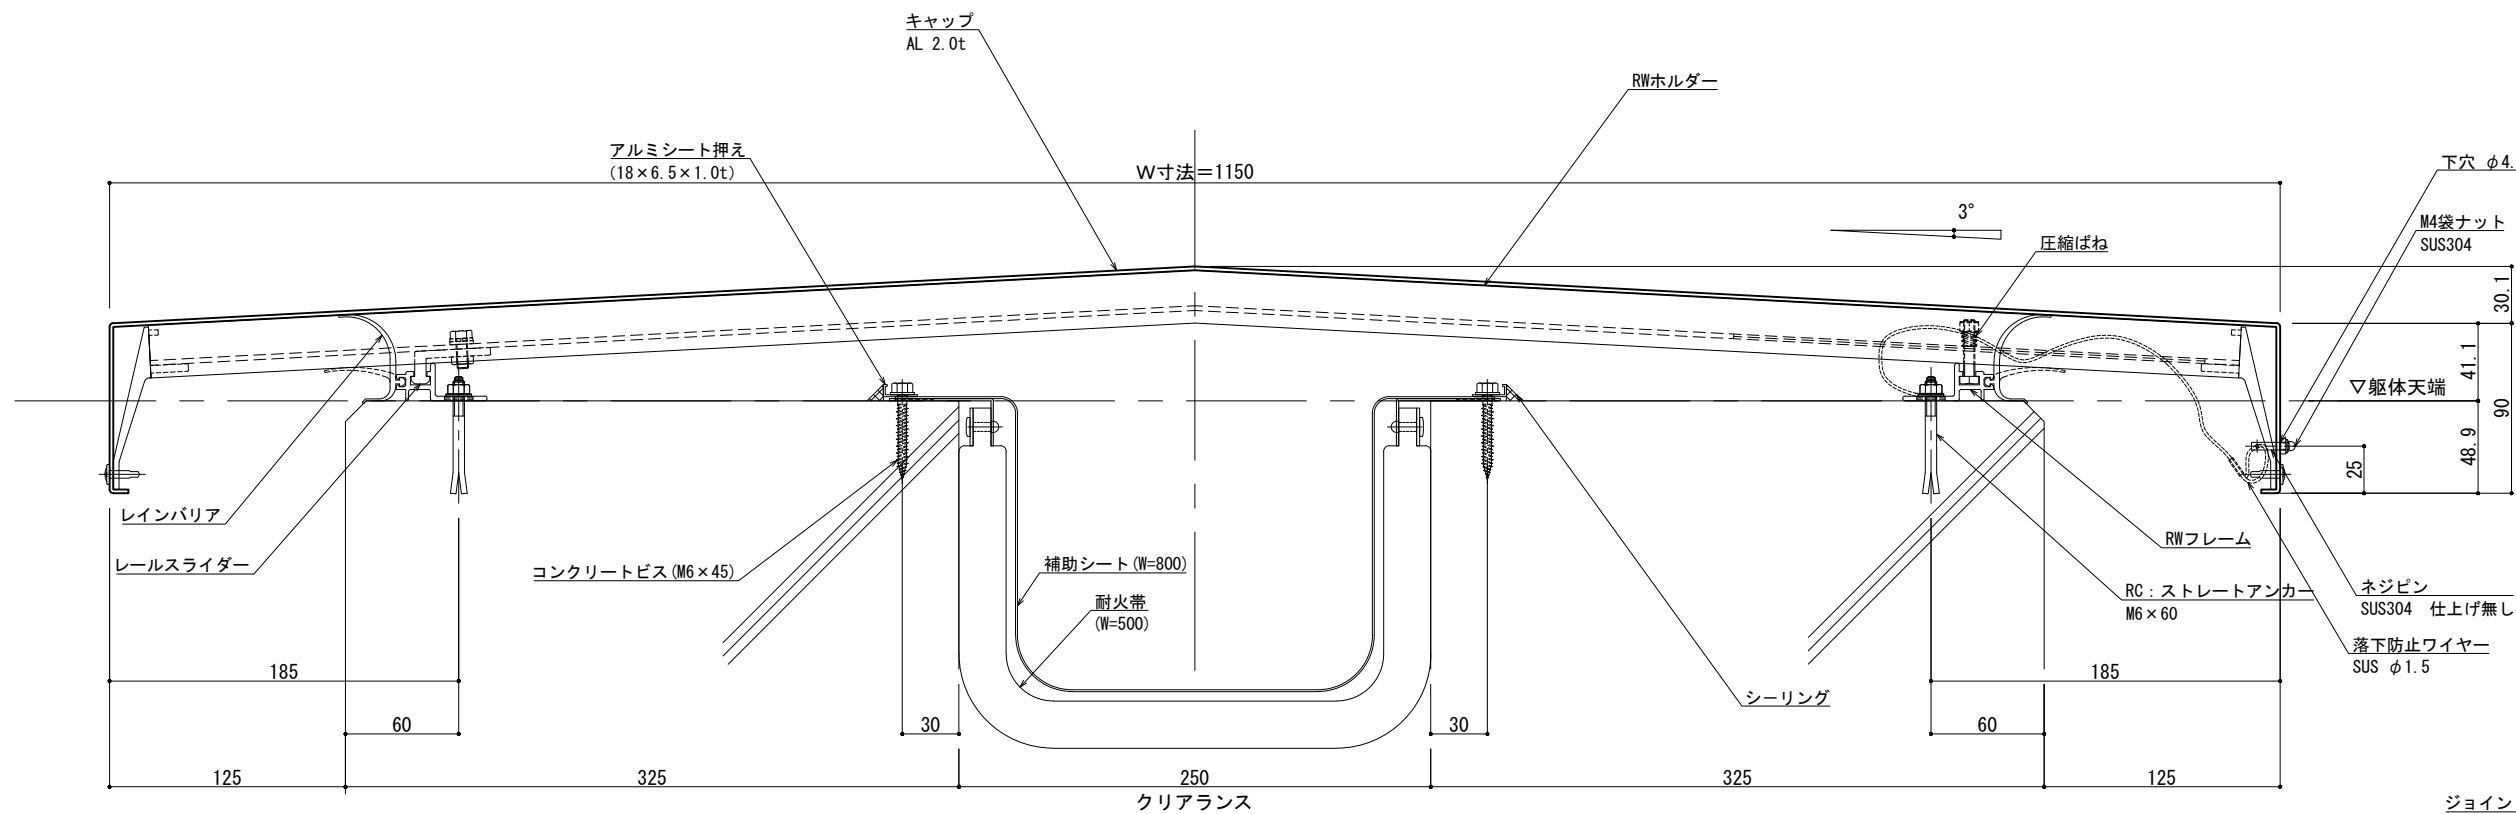 キャップ
AL 2.0t
RWホルダー
アルミシート押え
(18×6.5×1.0t)
W寸法=1150
下穴 φ4.
3°
M4袋ナット
SUS304
圧縮ばね
30.1
41.1
▽躯体天端
90
48.9
25
レインバリア
レールスライダー
コンクリートビス(M6×45)
補助シート(W=800)
耐火帯
(W=500)
RWフレーム
RC:ストレートアンカー
M6×60
ネジピン
SUS304 仕上げ無し
落下防止ワイヤー
SUS φ1.5
シーリング
185
185
60
30
30
60
125
325
250
325
125
クリアランス
ジョイン